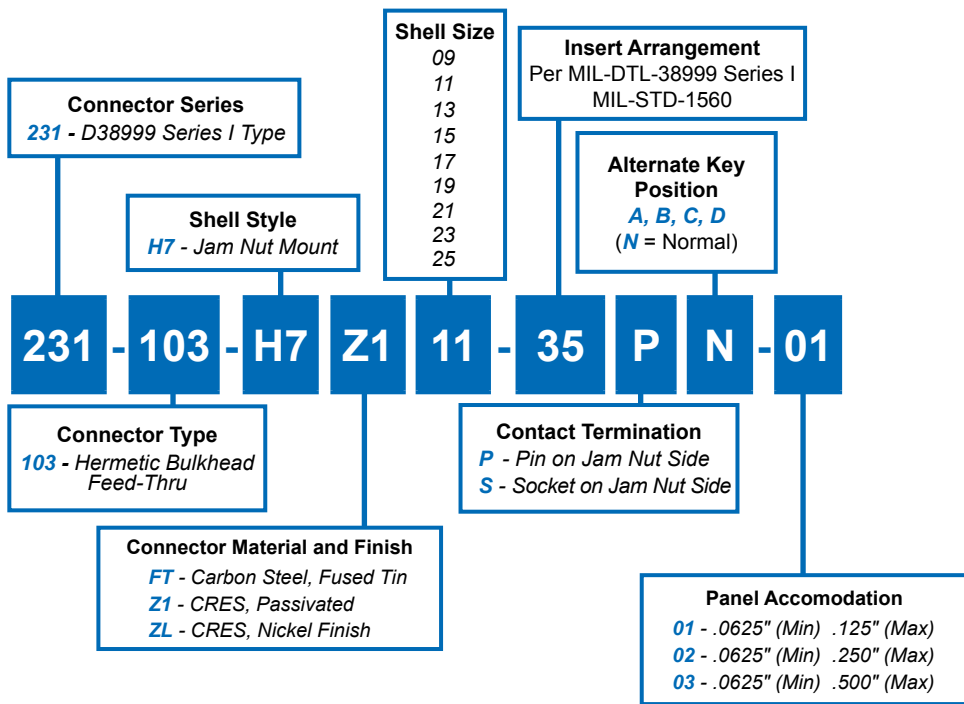 Connector Series
231 - D38999 Series I Type
Shell Style
H7 - Jam Nut Mount
Shell Size
09
11
13
15
17
19
21
23
25
Insert Arrangement
Per MIL-DTL-38999 Series I
MIL-STD-1560
Alternate Key
Position
A, B, C, D
(N = Normal)
231 - 103 - H7 Z1 11 - 35 P N - 01
Connector Type
103 - Hermetic Bulkhead
Feed-Thru
Connector Material and Finish
FT - Carbon Steel, Fused Tin
Z1 - CRES, Passivated
ZL - CRES, Nickel Finish
Contact Termination
P - Pin on Jam Nut Side
S - Socket on Jam Nut Side
Panel Accomodation
01 - .0625" (Min) .125" (Max)
02 - .0625" (Min) .250" (Max)
03 - .0625" (Min) .500" (Max)